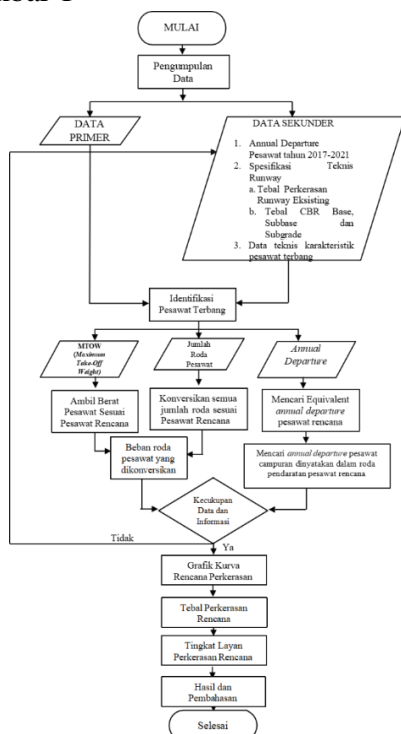 MULAI
Pengumpulan
Data
DATA
PRIMER
DATA SEKUNDER
1. Annual Departure
Pesawat tahun 2017-2021
2. Spesifikasi Teknis
Runway
a. Tebal Perkerasan
Runway Eksisting
b. Tebal CBR Base,
Subbase dan
Subgrade
3. Data teknis karakteristik
pesawat terbang
Identifikasi
Pesawat Terbang
MTOW
(Maximum
Take-Off
Weight)
Jumlah
Roda
Pesawat
Annual
Departure
Ambil Berat
Pesawat Sesuai
Pesawat Rencana
Konversikan semua
jumlah roda sesuai
Pesawat Rencana
Mencari Equivalent
annual departure
pesawat rencana
Beban roda
pesawat yang
dikonversikan
Mencari annual departure pesawat
campuran dinyatakan dalam roda
pendaratan pesawat rencana
Kecukupan
Data dan
Informasi
Tidak
Ya
Grafik Kurva
Rencana Perkerasan
Tebal Perkerasan
Rencana
Tingkat Layan
Perkerasan Rencana
Hasil dan
Pembahasan
Selesai